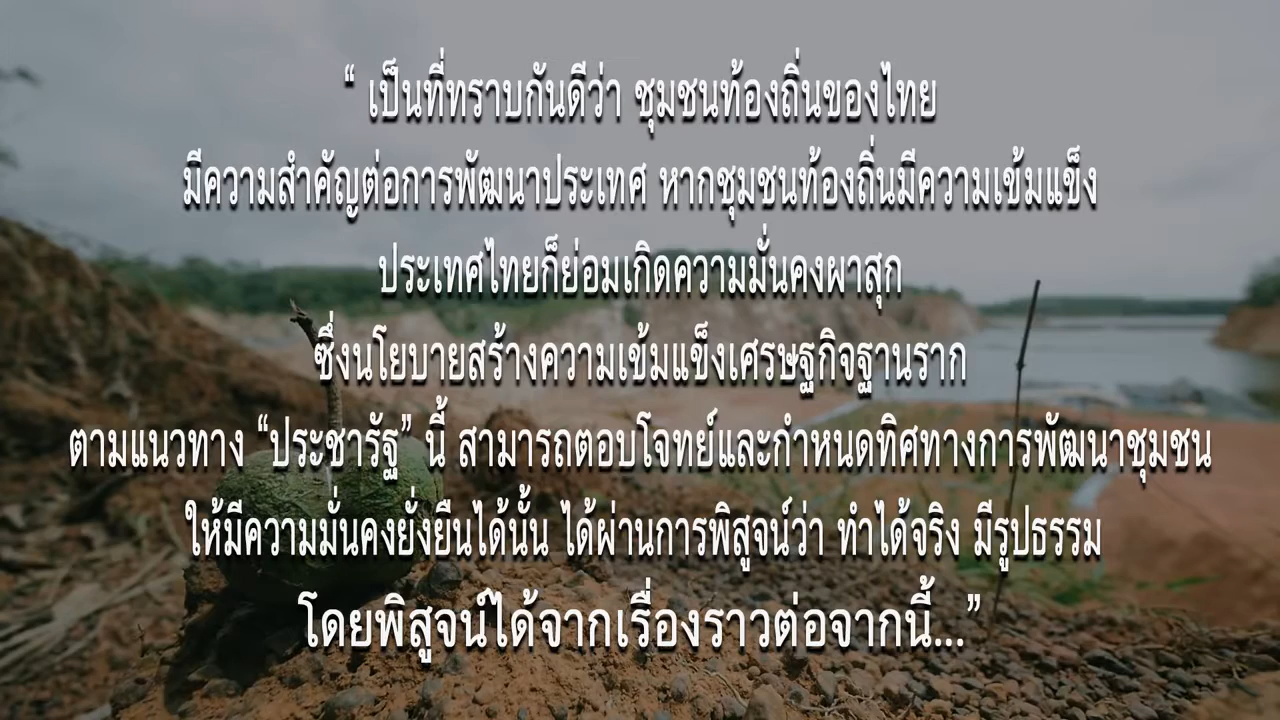 “ เป็นที่ทราบกันดีว่า ชุมชนท้องถิ่นของไทย
มีความสำคัญต่อการพัฒนาประเทศ หากชุมชนท้องถิ่นมีความเข้มแข็ง
ประเทศไทยก็ย่อมเกิดความมั่นคงผาสุก
ซึ่งนโยบายสร้างความเข้มแข็งเศรษฐกิจฐานราก
ตามแนวทาง “ประชารัฐ” นี้ สามารถตอบโจทย์และกำหนดทิศทางการพัฒนาชุมชน
ให้มีความมั่นคงยั่งยืนได้นั้น ได้ผ่านการพิสูจน์ว่า ทำได้จริง มีรูปธรรม
โดยพิสูจน์ได้จากเรื่องราวต่อจากนี้...”